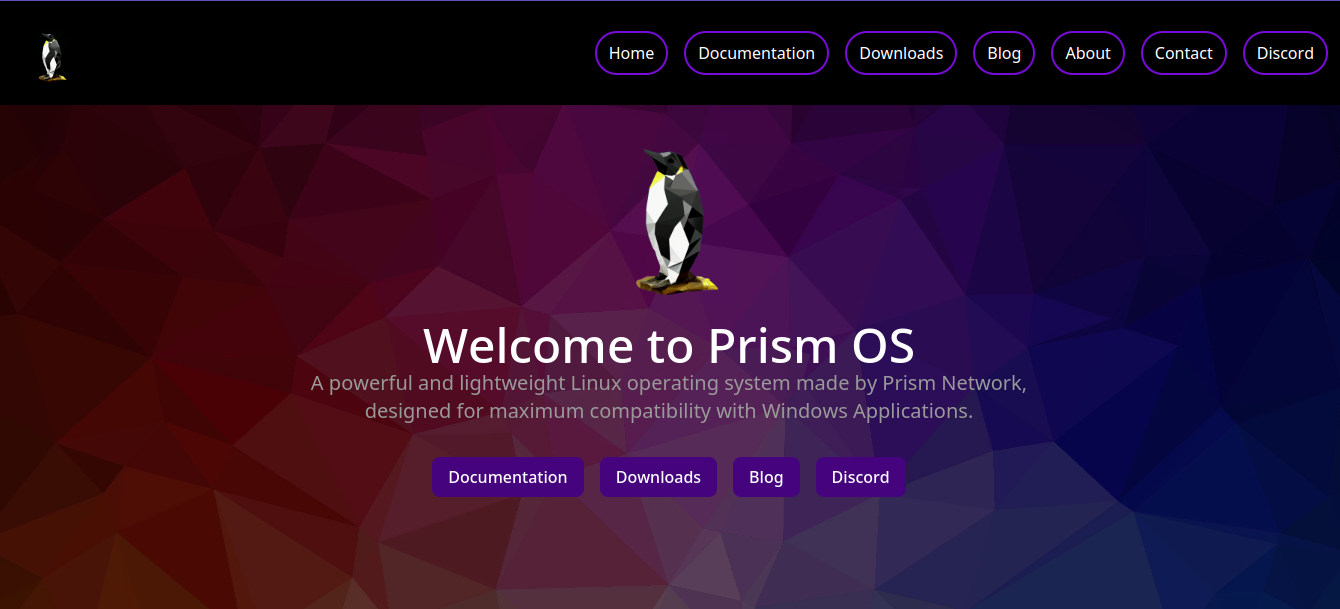 Home Documentation Downloads Blog About Contact Discord
Welcome to Prism OS
A powerful and lightweight Linux operating system made by Prism Network,
designed for maximum compatibility with Windows Applications.
Documentation Downloads Blog Discord